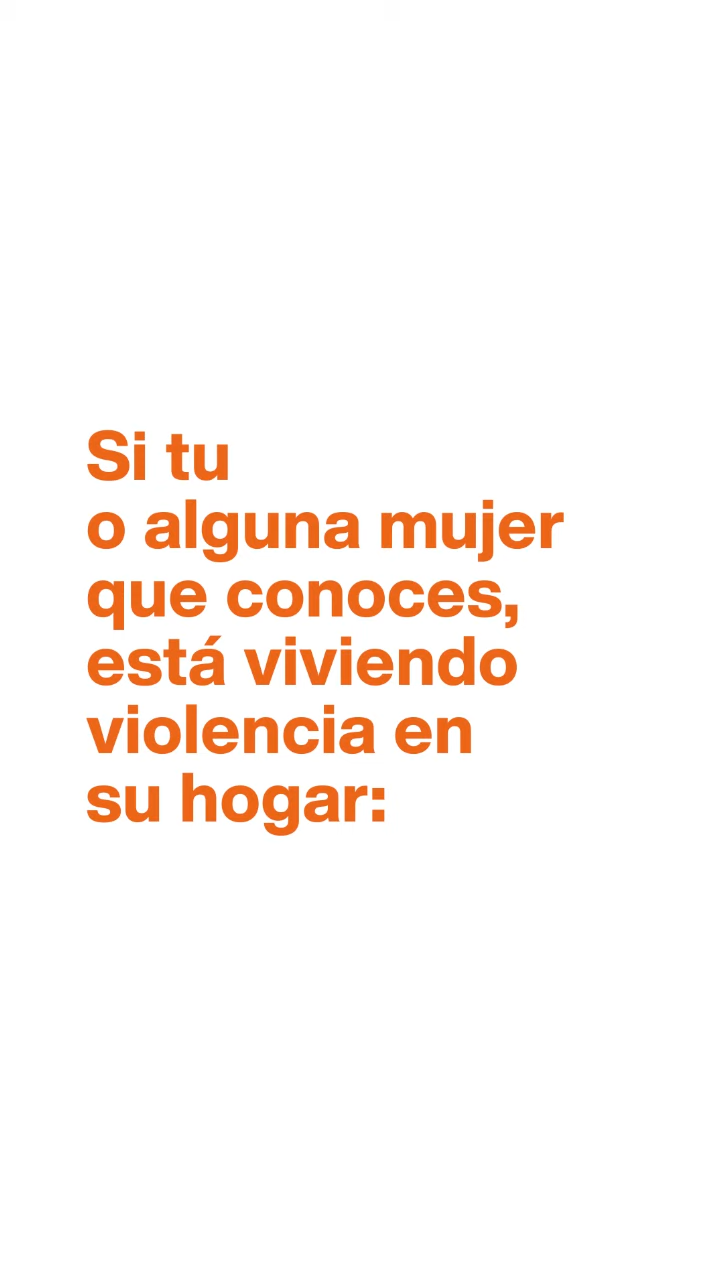 Si tu
o alguna mujer
que conoces,
está viviendo
violencia en
su hogar: